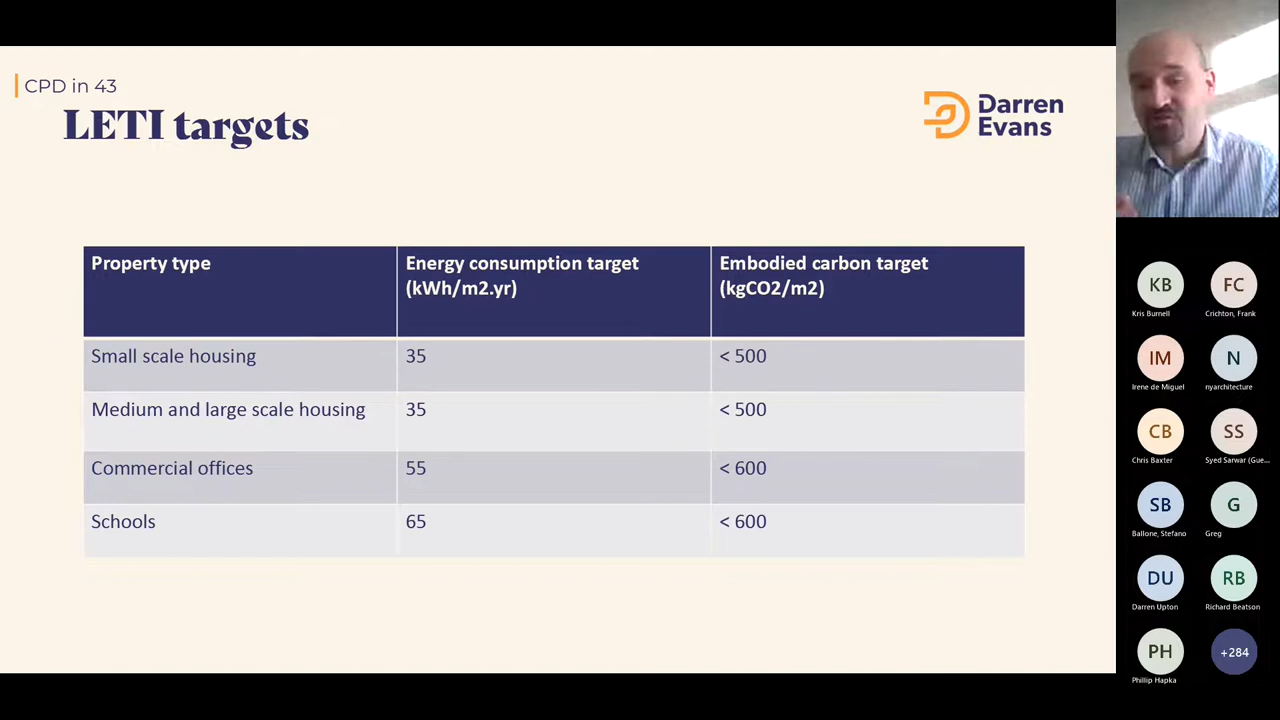 CPD in 43
LETI targets
Darren
Evans
Property type
Energy consumption target
(kWh/m2.yr)
Embodied carbon target
(kgCO2/m2)
Small scale housing
35
< 500
Medium and large scale housing
35
< 500
Commercial offices
55
< 600
Schools
65
< 600
KB
Kris Burnell
FC
Crichton, Frank
IM
Irene de Miguel
N
nyarchitecture
CB
Chris Baxter
SS
Syed Sarwar (Gue...
SB
Ballone, Stefano
G
Greg
DU
Darren Upton
RB
Richard Beatson
PH
Phillip Hapka
+284